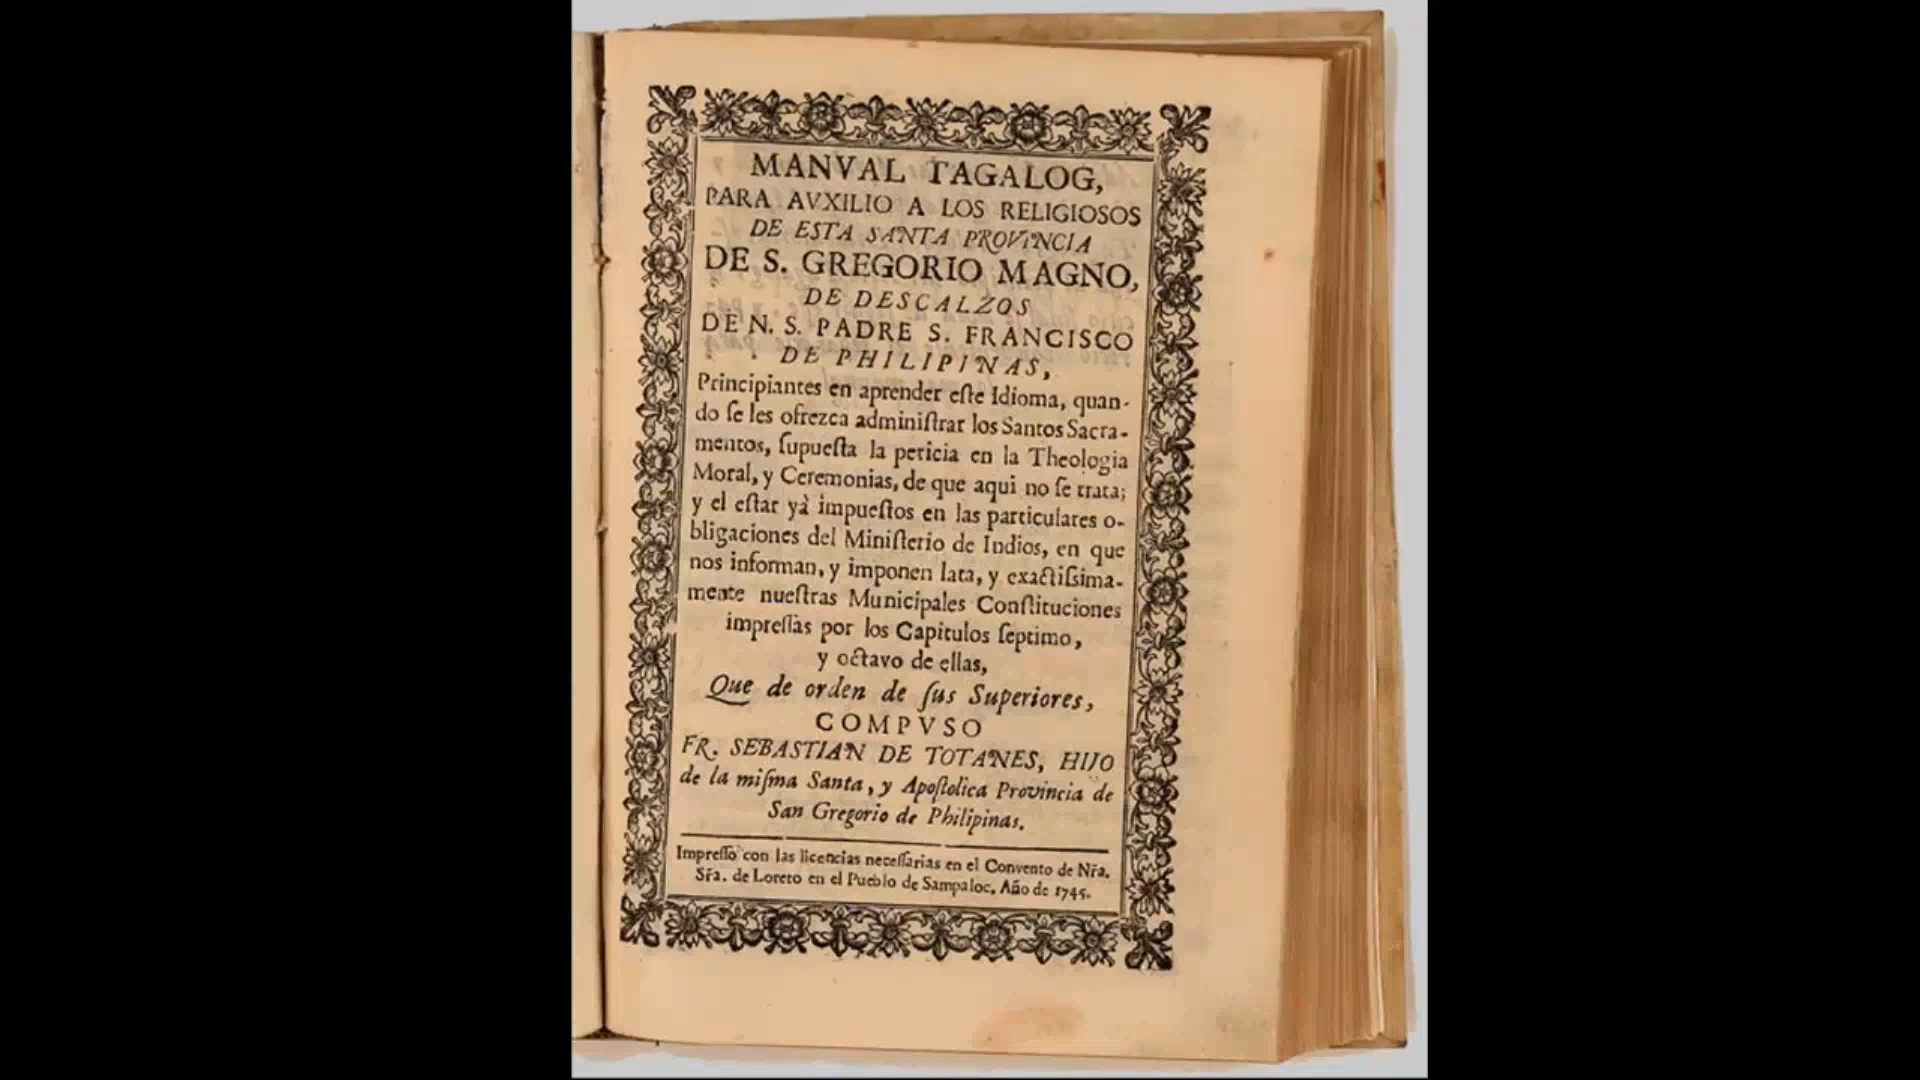 MANVAL TAGALOG,
PARA AVXILIO A LOS RELIGIOSOS
DE ESTA SANTA PROVINCIA
DE S. GREGORIO MAGNO,
DE DESCALZOS
DE N. S. PADRE S. FRANCISCO
DE PHILIPINAS,
Principiantes en aprender eſte Idioma, quan-
do ſe les ofrezca adminiſtrar los Santos Sacra-
mentos, ſupueſta la pericia en la Theologia
Moral, y Ceremonias, de que aqui no ſe trata;
y el eſtar yà impueſtos en las particulares o-
bligaciones del Miniſterio de Indios, en que
nos informan, y imponen lata, y exactiſsima-
mente nueſtras Municipales Conſtituciones
impreſſas por los Capitulos ſeptimo,
y octavo de ellas,
Que de orden de ſus Superiores,
COMPVSO
FR. SEBASTIAN DE TOTANES, HIJO
de la miſma Santa, y Apoſtolica Provincia de
San Gregorio de Philipinas.
Impreſſo con las licencias neceſſarias en el Convento de Nr̃a.
Sr̃a. de Loreto en el Pueblo de Sampaloc. Año de 1745.